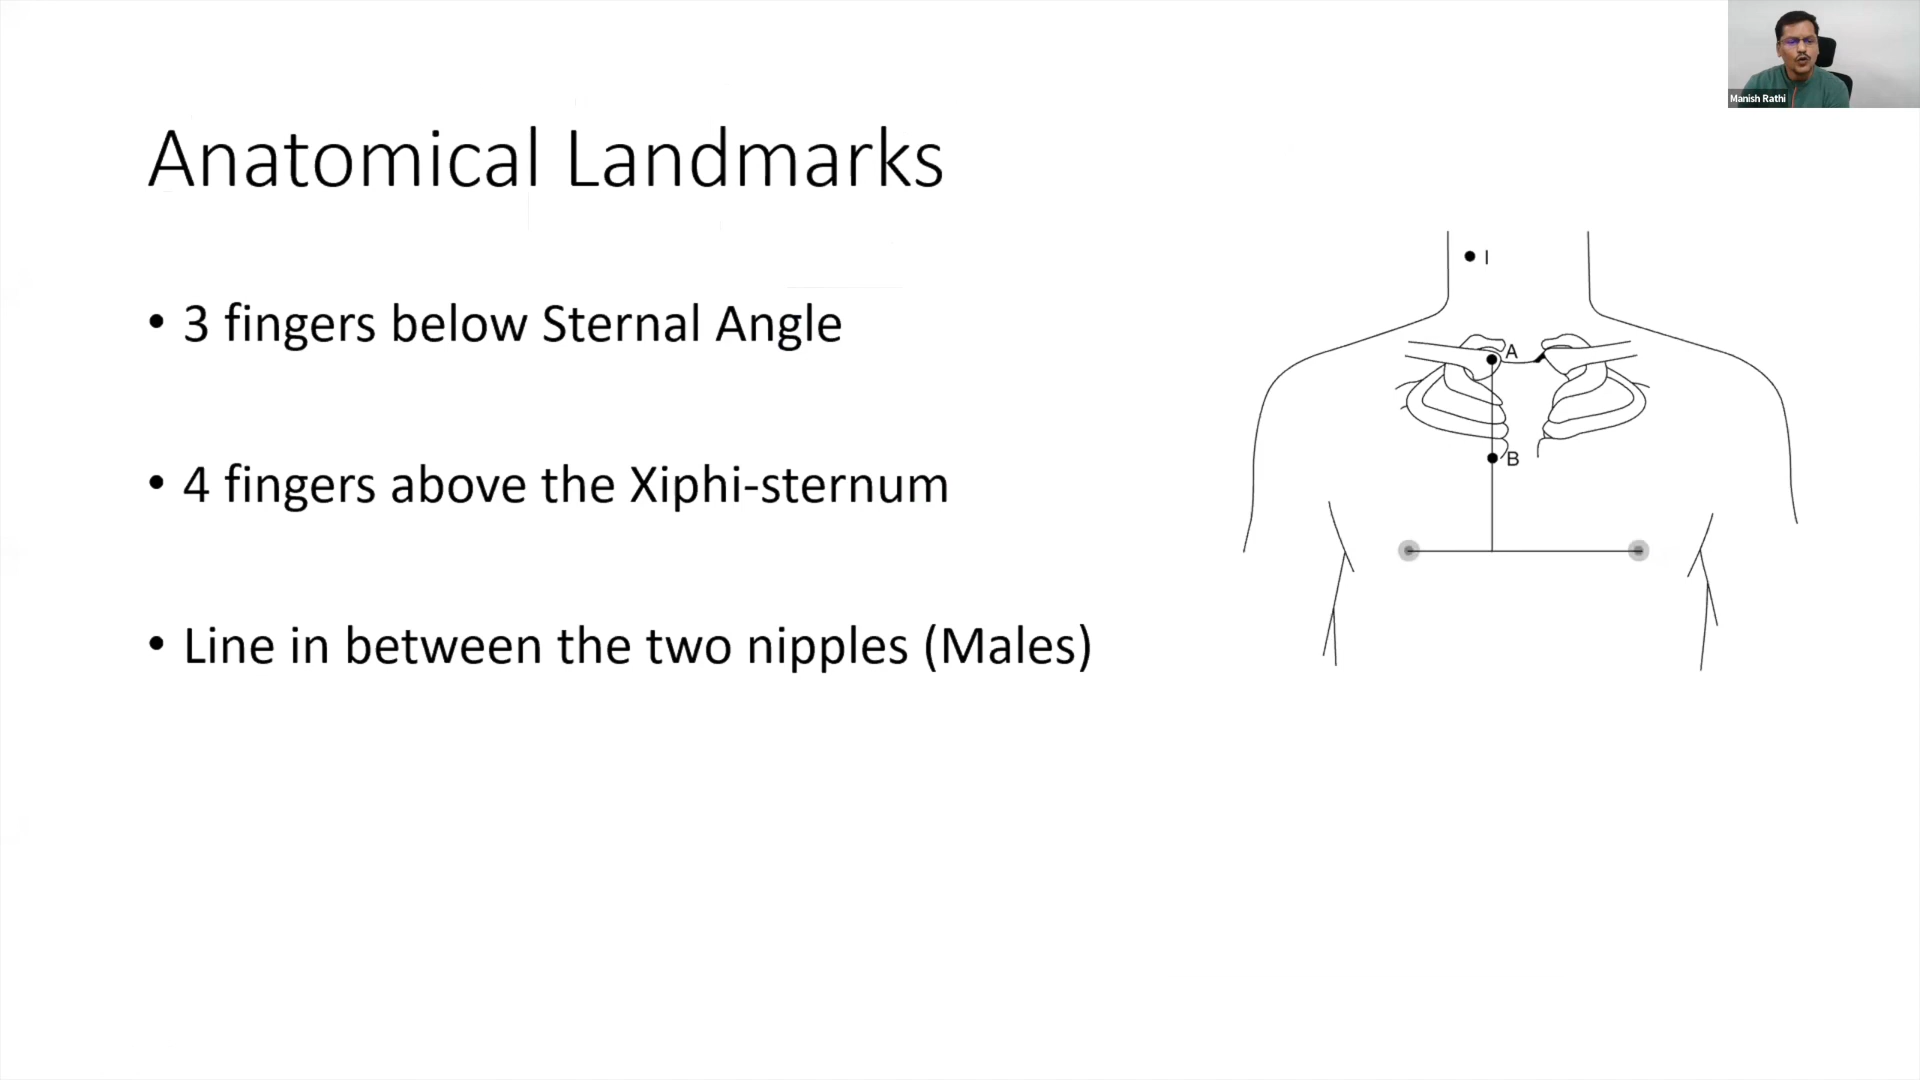 Manish Rathi
Anatomical Landmarks
• 3 fingers below Sternal Angle
• 4 fingers above the Xiphi-sternum
• Line in between the two nipples (Males)
I
A
B